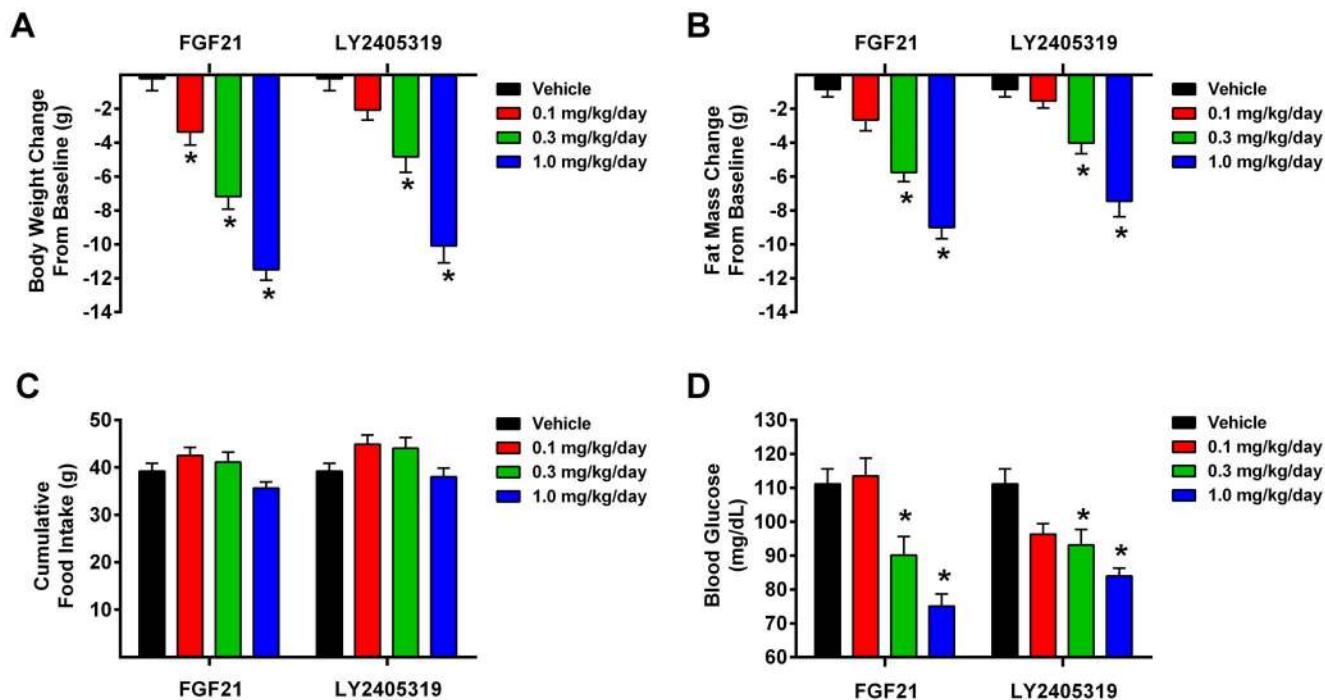 A
FGF21 LY2405319
Body Weight Change
From Baseline (g)
-2
-4
-6
-8
-10
-12
-14
* * * * *
Vehicle
0.1 mg/kg/day
0.3 mg/kg/day
1.0 mg/kg/day
B
FGF21 LY2405319
Fat Mass Change
From Baseline (g)
-2
-4
-6
-8
-10
-12
-14
* * * *
Vehicle
0.1 mg/kg/day
0.3 mg/kg/day
1.0 mg/kg/day
C
Cumulative
Food Intake (g)
50
40
30
20
10
FGF21 LY2405319
Vehicle
0.1 mg/kg/day
0.3 mg/kg/day
1.0 mg/kg/day
D
Blood Glucose
(mg/dL)
130
120
110
100
90
80
70
60
* * * *
FGF21 LY2405319
Vehicle
0.1 mg/kg/day
0.3 mg/kg/day
1.0 mg/kg/day